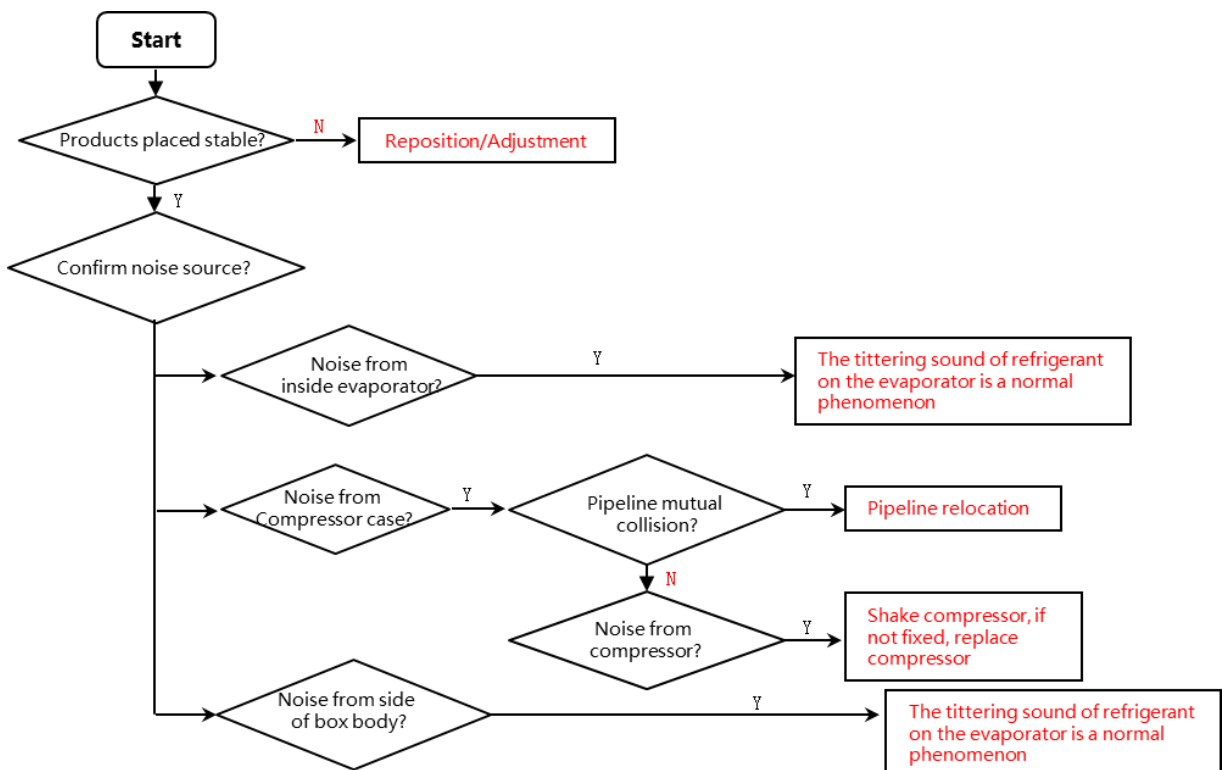 Start
Products placed stable?
N
Reposition/Adjustment
Y
Confirm noise source?
Noise from
inside evaporator?
Y
The tittering sound of refrigerant
on the evaporator is a normal
phenomenon
Noise from
Compressor case?
Y
Pipeline mutual
collision?
Y
Pipeline relocation
N
Noise from
compressor?
Y
Shake compressor, if
not fixed, replace
compressor
Noise from side
of box body?
Y
The tittering sound of refrigerant
on the evaporator is a normal
phenomenon